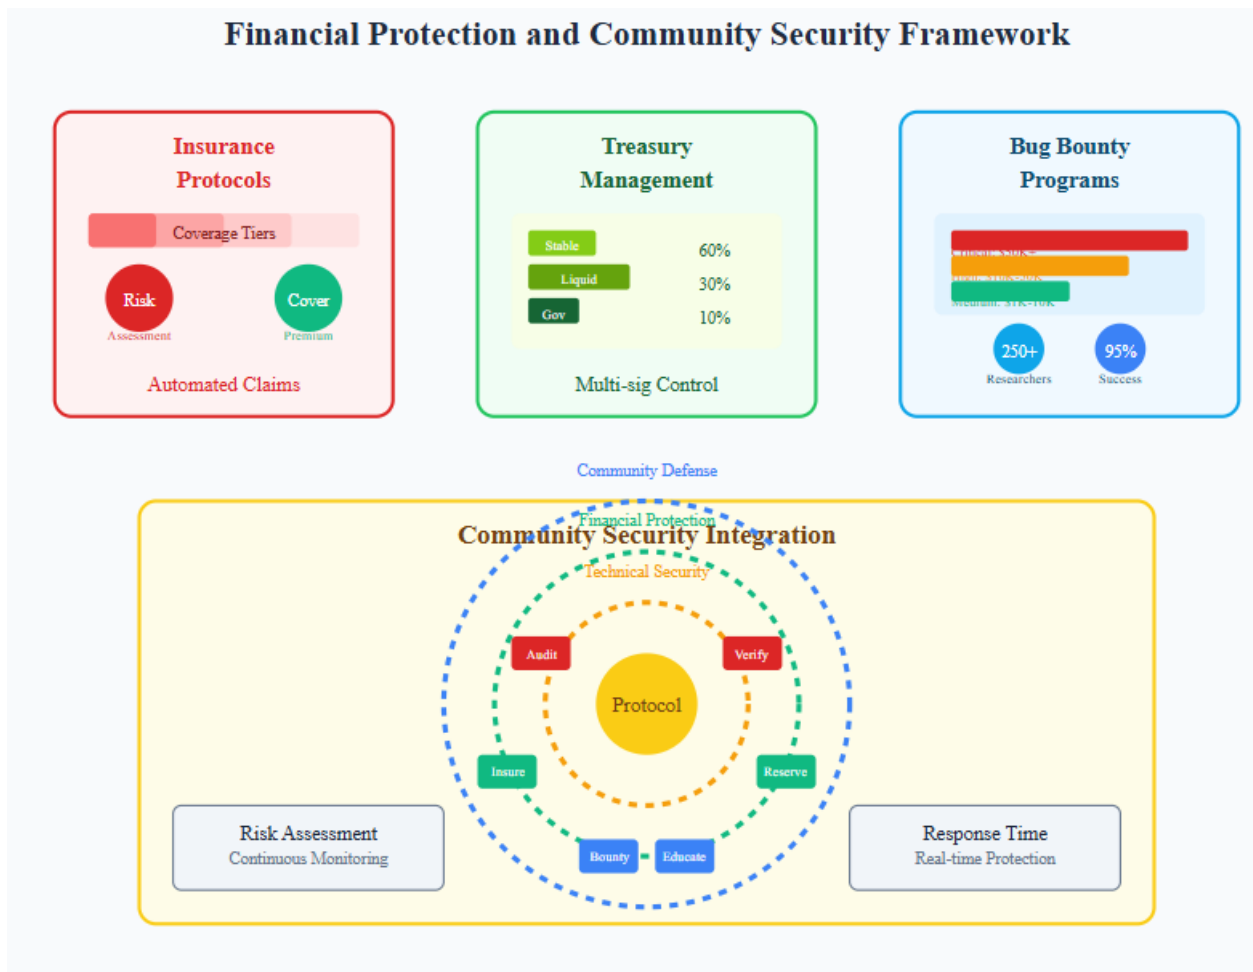 Financial Protection and Community Security Framework
Insurance
Protocols
Coverage Tiers
Risk
Assessment
Cover
Premium
Automated Claims
Treasury
Management
Stable
60%
Liquid
30%
Gov
10%
Multi-sig Control
Bug Bounty
Programs
Medium: $1K-10K
250+
Researchers
95%
Success
Community Defense
Financial Protection
Community Security Integration
Technical Security
Audit
Verify
Protocol
Insure
Reserve
Bounty
Educate
Risk Assessment
Continuous Monitoring
Response Time
Real-time Protection